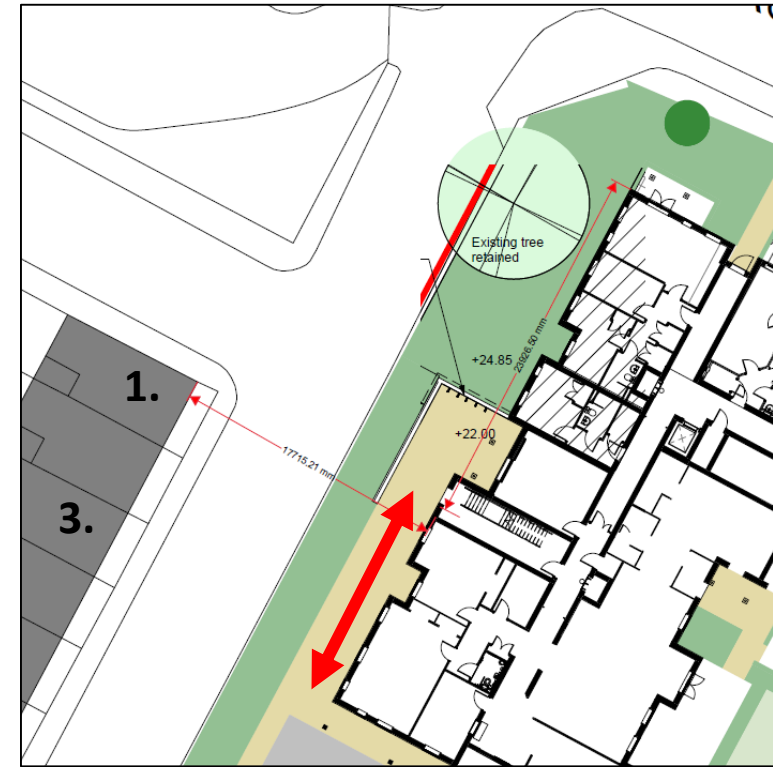 Existing tree
retained
+24.85
23926.50 mm
1.
+22.00
17715.21 mm
3.